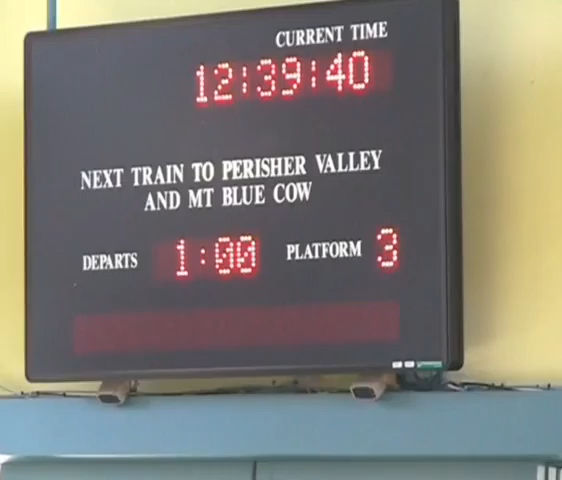 CURRENT TIME
12:39:40
NEXT TRAIN TO PERISHER VALLEY
AND MT BLUE COW
DEPARTS 1:00 PLATFORM 3